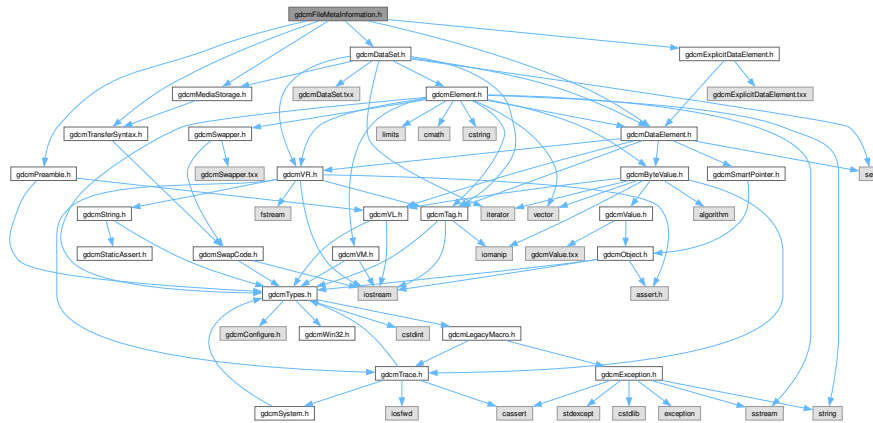 gdcmFileMetaInformation.h
gdcmDataSet.h
gdcmExplicitDataElement.h
gdcmMediaStorage.h
gdcmDataSet.txx
gdcmElement.h
gdcmExplicitDataElement.txx
gdcmTransferSyntax.h
gdcmSwapper.h
limits
cmath
cstring
gdcmDataElement.h
gdcmPreamble.h
gdcmSwapper.txx
gdcmVR.h
gdcmByteValue.h
gdcmSmartPointer.h
gdcmString.h
fstream
gdcmVL.h
gdcmTag.h
iterator
vector
gdcmValue.h
algorithm
gdcmStaticAssert.h
gdcmSwapCode.h
gdcmVM.h
iomanip
gdcmValue.txx
gdcmObject.h
gdcmTypes.h
iostream
assert.h
gdcmConfigure.h
gdcmWin32.h
cstdint
gdcmLegacyMacro.h
gdcmTrace.h
gdcmException.h
gdcmSystem.h
iosfwd
cassert
stdexcept
cstdlib
exception
sstream
string